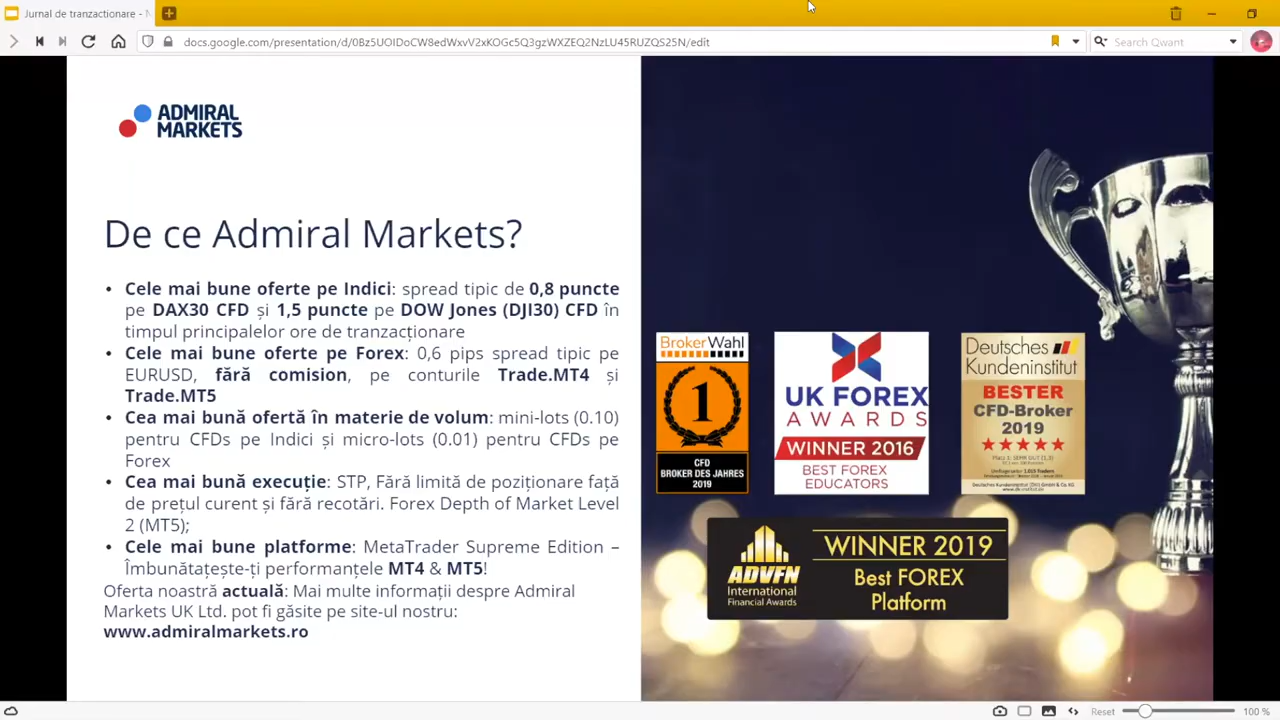 Jurnal de tranzactionare - N
docs.google.com/presentation/d/0Bz5UOIDoCW8edWxvV2xKOGc5Q3gzWXZEQ2NzLU45RUZQS25N/edit
Search Qwant
ADMIRAL
MARKETS
De ce Admiral Markets?
• Cele mai bune oferte pe Indici: spread tipic de 0,8 puncte
pe DAX30 CFD și 1,5 puncte pe DOW Jones (DJI30) CFD în
timpul principalelor ore de tranzacționare
• Cele mai bune oferte pe Forex: 0,6 pips spread tipic pe
EURUSD, fără comision, pe conturile Trade.MT4 și
Trade.MT5
• Cea mai bună ofertă în materie de volum: mini-lots (0.10)
pentru CFDs pe Indici și micro-lots (0.01) pentru CFDs pe
Forex
• Cea mai bună execuție: STP, Fără limită de poziționare față
de prețul curent și fără recotări. Forex Depth of Market Level
2 (MT5);
• Cele mai bune platforme: MetaTrader Supreme Edition –
Îmbunătațește-ți performanțele MT4 & MT5!
Oferta noastră actuală: Mai multe informații despre Admiral
Markets UK Ltd. pot fi găsite pe site-ul nostru:
www.admiralmarkets.ro
BrokerWahl
1
CFD
BROKER DES JAHRES
2019
UK FOREX
AWARDS
WINNER 2016
BEST FOREX
EDUCATORS
Deutsches
Kundeninstitut
BESTER
CFD-Broker
2019
ADVFN
International
Financial Awards
WINNER 2019
Best FOREX
Platform
Reset
100 %